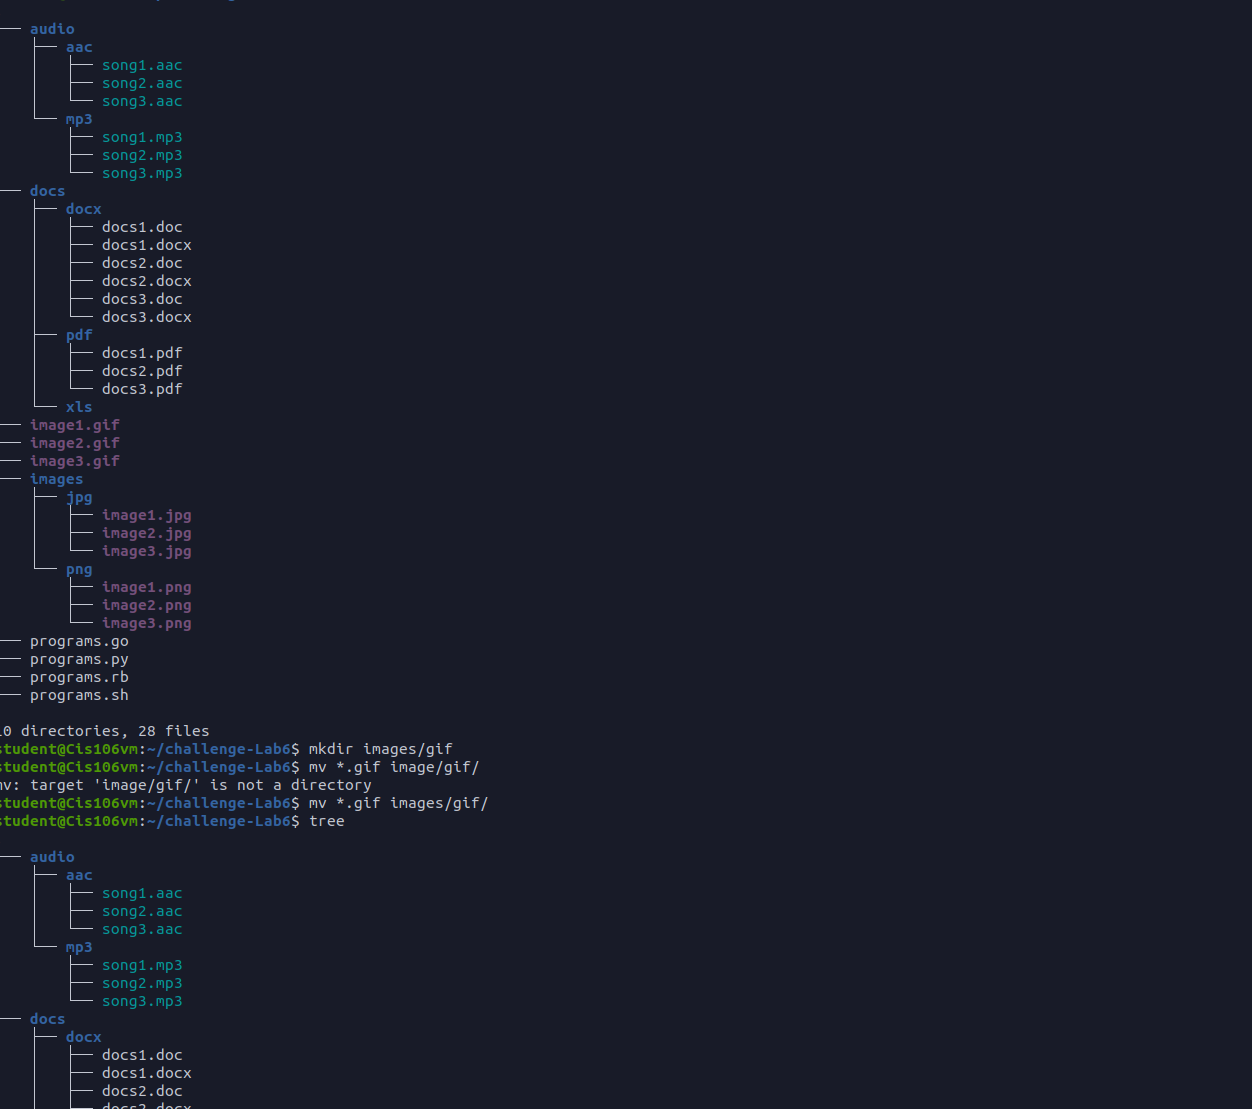 ── audio
   ├── aac
   │   ├── song1.aac
   │   ├── song2.aac
   │   └── song3.aac
   └── mp3
       ├── song1.mp3
       ├── song2.mp3
       └── song3.mp3
── docs
   ├── docx
   │   ├── docs1.doc
   │   ├── docs1.docx
   │   ├── docs2.doc
   │   ├── docs2.docx
   │   ├── docs3.doc
   │   └── docs3.docx
   ├── pdf
   │   ├── docs1.pdf
   │   ├── docs2.pdf
   │   └── docs3.pdf
   └── xls
── image1.gif
── image2.gif
── image3.gif
── images
   ├── jpg
   │   ├── image1.jpg
   │   ├── image2.jpg
   │   └── image3.jpg
   └── png
       ├── image1.png
       ├── image2.png
       └── image3.png
── programs.go
── programs.py
── programs.rb
── programs.sh
10 directories, 28 files
student@Cis106vm:~/challenge-Lab6$ mkdir images/gif
student@Cis106vm:~/challenge-Lab6$ mv *.gif image/gif/
mv: target 'image/gif/' is not a directory
student@Cis106vm:~/challenge-Lab6$ mv *.gif images/gif/
student@Cis106vm:~/challenge-Lab6$ tree
── audio
   ├── aac
   │   ├── song1.aac
   │   ├── song2.aac
   │   └── song3.aac
   └── mp3
       ├── song1.mp3
       ├── song2.mp3
       └── song3.mp3
── docs
   ├── docx
   │   ├── docs1.doc
   │   ├── docs1.docx
   │   ├── docs2.doc
   │   ├── docs2.docx